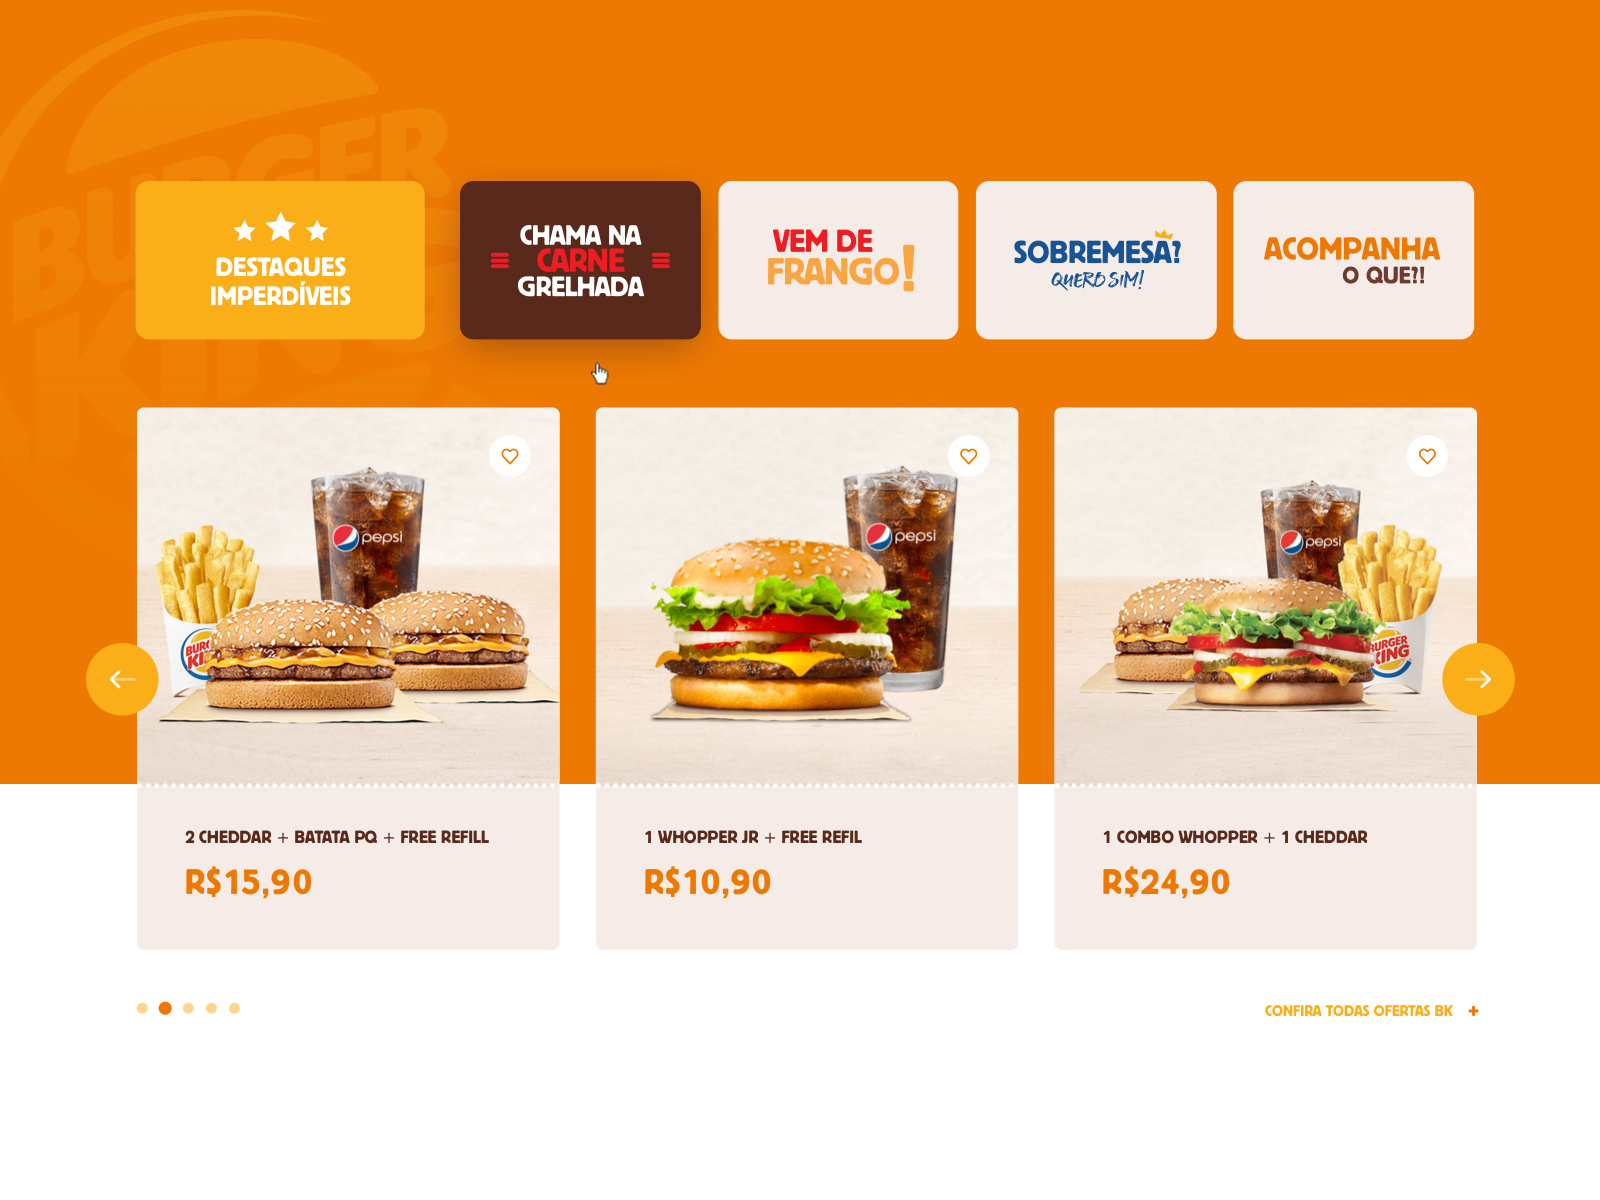 BURGER
KING
DESTAQUES
IMPERDÍVEIS
CHAMA NA
CARNE
GRELHADA
VEM DE
FRANGO!
SOBREMESA?
QUERO SIM!
ACOMPANHA
O QUE?!
pepsi
pepsi
pepsi
BURGER
KING
2 CHEDDAR + BATATA PQ + FREE REFILL
R$15,90
1 WHOPPER JR + FREE REFIL
R$10,90
1 COMBO WHOPPER + 1 CHEDDAR
R$24,90
CONFIRA TODAS OFERTAS BK +